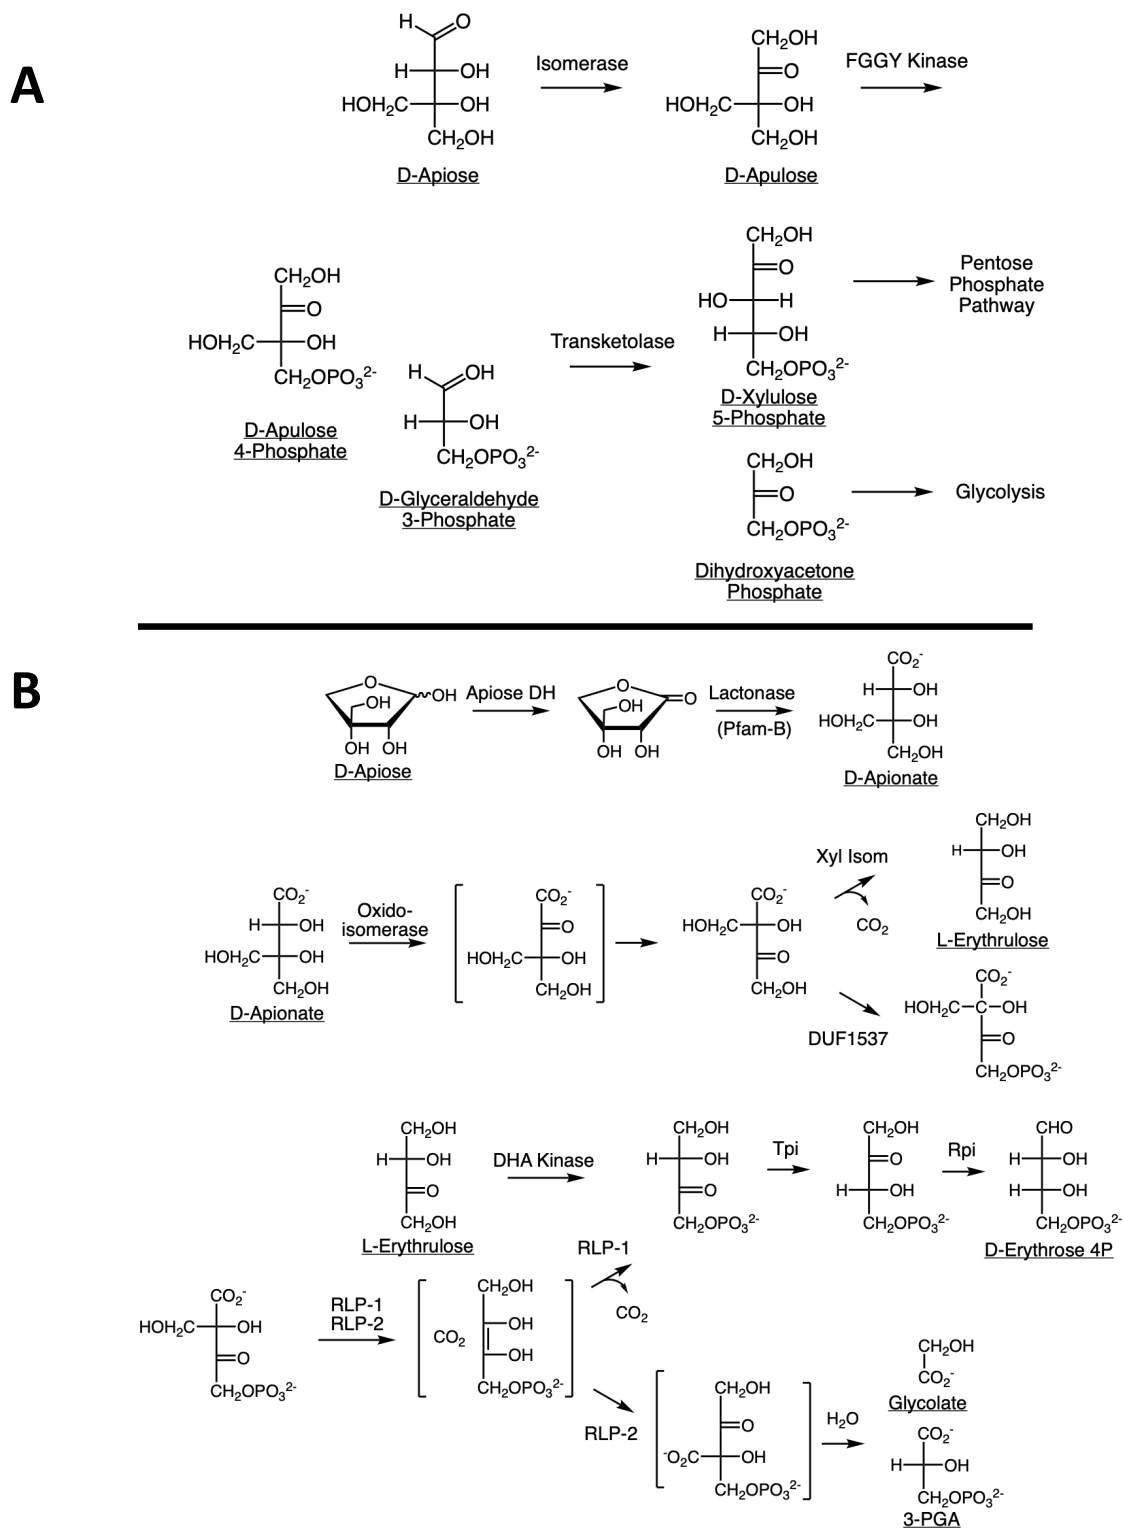 A
H O
H OH
HOH₂C OH
CH₂OH
D-Apiose
Isomerase
CH₂OH
O
HOH₂C OH
CH₂OH
D-Apulose
FGGY Kinase
CH₂OH
O
HOH₂C OH
CH₂OPO₃²⁻
D-Apulose
4-Phosphate
H OH
H OH
CH₂OPO₃²⁻
D-Glyceraldehyde
3-Phosphate
Transketolase
CH₂OH
O
HO H
H OH
CH₂OPO₃²⁻
D-Xylulose
5-Phosphate
Pentose
Phosphate
Pathway
CH₂OH
O
CH₂OPO₃²⁻
Dihydroxyacetone
Phosphate
Glycolysis
B
O
OH
OH
OH OH
D-Apiose
Apiose DH
O
O
OH
OH OH
Lactonase
(Pfam-B)
CO₂⁻
H OH
HOH₂C OH
CH₂OH
D-Apionate
CO₂⁻
H OH
HOH₂C OH
CH₂OH
D-Apionate
Oxido-
isomerase
CO₂⁻
O
HOH₂C OH
CH₂OH
CO₂⁻
HOH₂C OH
O
CH₂OH
Xyl Isom
CO₂
CH₂OH
H OH
O
CH₂OH
L-Erythrulose
DUF1537
CO₂⁻
HOH₂C C OH
O
CH₂OPO₃²⁻
CH₂OH
H OH
O
CH₂OH
L-Erythrulose
DHA Kinase
CH₂OH
H OH
O
CH₂OPO₃²⁻
Tpi
CH₂OH
O
H OH
CH₂OPO₃²⁻
Rpi
CHO
H OH
H OH
CH₂OPO₃²⁻
D-Erythrose 4P
CO₂⁻
HOH₂C OH
O
CH₂OPO₃²⁻
RLP-1
RLP-2
CO₂
CH₂OH
OH
OH
CH₂OPO₃²⁻
RLP-1
CO₂
RLP-2
CH₂OH
O
⁻O₂C OH
CH₂OPO₃²⁻
H₂O
CH₂OH
CO₂⁻
Glycolate
CO₂⁻
H OH
CH₂OPO₃²⁻
3-PGA